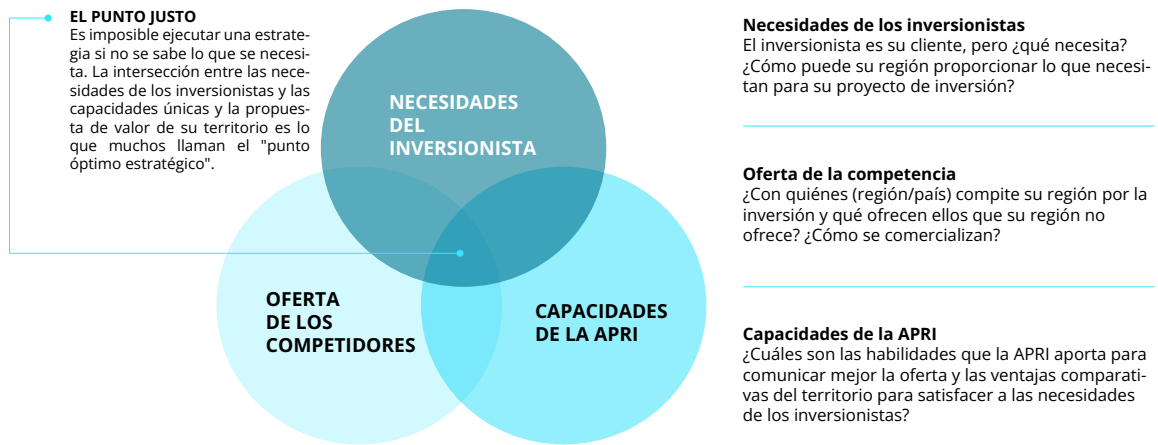 EL PUNTO JUSTO
Es imposible ejecutar una estrate-
gia si no se sabe lo que se necesi-
ta. La intersección entre las nece-
sidades de los inversionistas y las
capacidades únicas y la propues-
ta de valor de su territorio es lo
que muchos llaman el "punto
óptimo estratégico".
NECESIDADES
DEL
INVERSIONISTA
OFERTA
DE LOS
COMPETIDORES
CAPACIDADES
DE LA APRI
Necesidades de los inversionistas
El inversionista es su cliente, pero ¿qué necesita?
¿Cómo puede su región proporcionar lo que necesi-
tan para su proyecto de inversión?
Oferta de la competencia
¿Con quiénes (región/país) compite su región por la
inversión y qué ofrecen ellos que su región no
ofrece? ¿Cómo se comercializan?
Capacidades de la APRI
¿Cuáles son las habilidades que la APRI aporta para
comunicar mejor la oferta y las ventajas comparati-
vas del territorio para satisfacer a las necesidades
de los inversionistas?